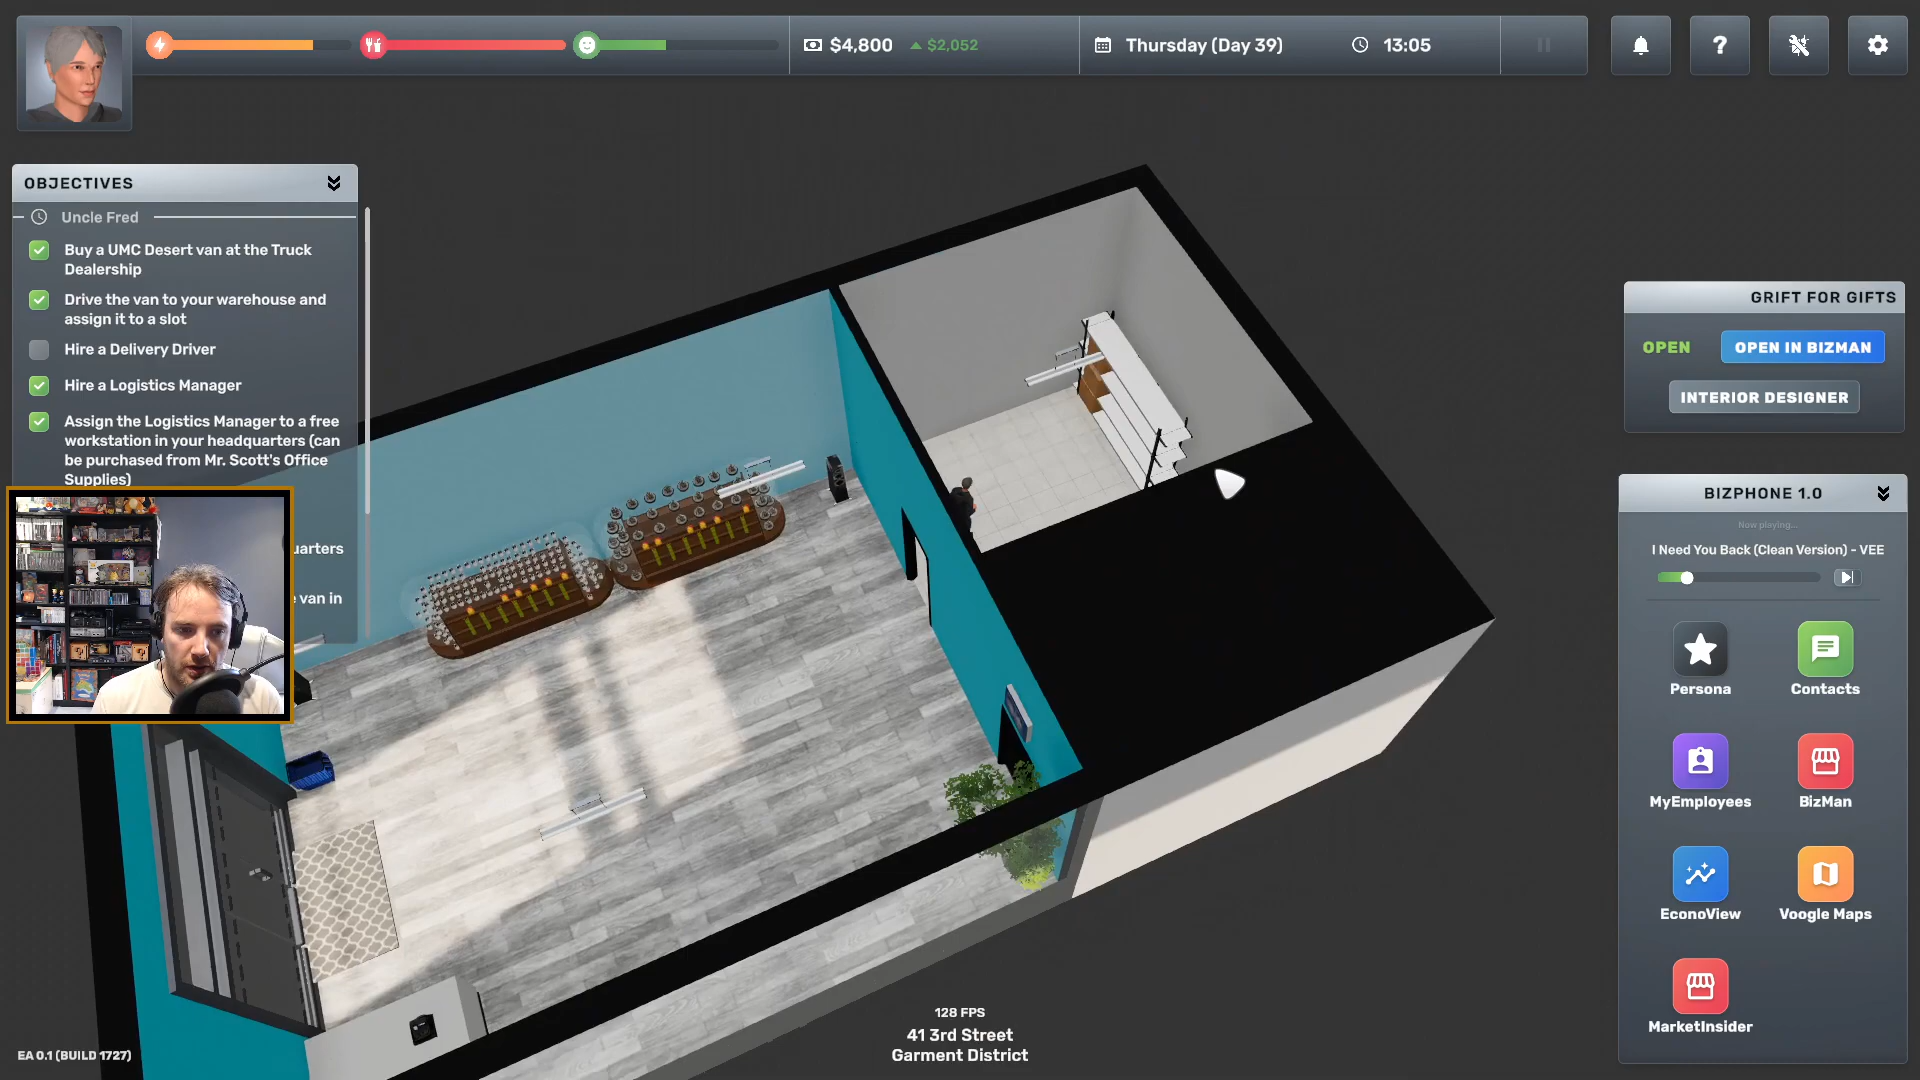 $4,800
$2,052
Thursday (Day 39)
13:05
?
OBJECTIVES
Uncle Fred
Buy a UMC Desert van at the Truck
Dealership
Drive the van to your warehouse and
assign it to a slot
Hire a Delivery Driver
Hire a Logistics Manager
Assign the Logistics Manager to a free
workstation in your headquarters (can
be purchased from Mr. Scott's Office
Supplies)
uarters
van in
GRIFT FOR GIFTS
OPEN
OPEN IN BIZMAN
INTERIOR DESIGNER
BIZPHONE 1.0
Now playing...
I Need You Back (Clean Version) - VEE
Persona
Contacts
MyEmployees
BizMan
EconoView
Voogle Maps
MarketInsider
128 FPS
41 3rd Street
Garment District
EA 0.1 (BUILD 1727)